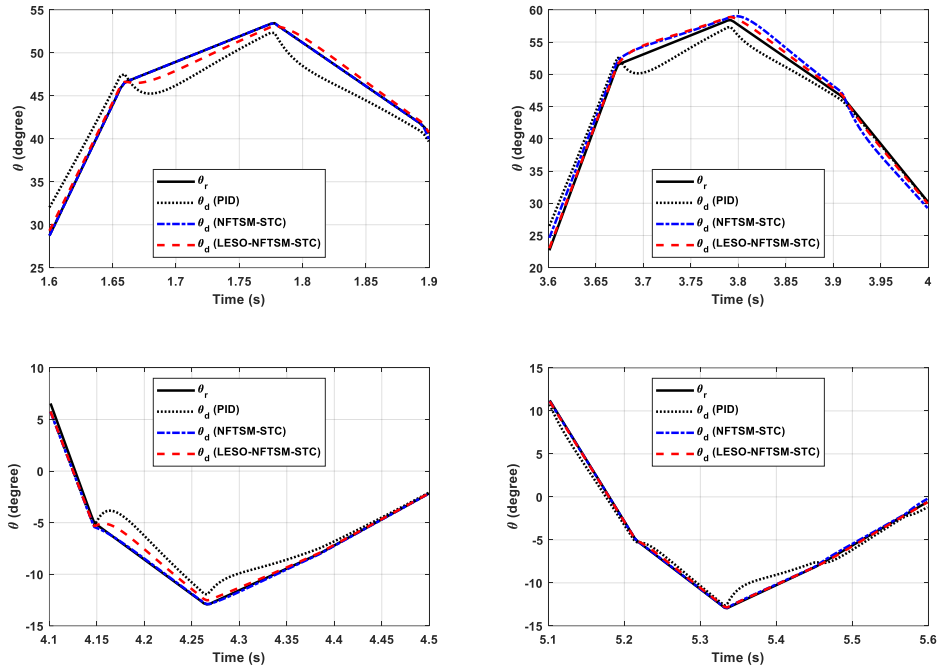 55
50
45
40
35
30
25
θ (degree)
θr
θd (PID)
θd (NFTSM-STC)
θd (LESO-NFTSM-STC)
1.6 1.65 1.7 1.75 1.8 1.85 1.9
Time (s)
60
55
50
45
40
35
30
25
20
θ (degree)
θr
θd (PID)
θd (NFTSM-STC)
θd (LESO-NFTSM-STC)
3.6 3.65 3.7 3.75 3.8 3.85 3.9 3.95 4
Time (s)
10
5
0
-5
-10
-15
θ (degree)
θr
θd (PID)
θd (NFTSM-STC)
θd (LESO-NFTSM-STC)
4.1 4.15 4.2 4.25 4.3 4.35 4.4 4.45 4.5
Time (s)
15
10
5
0
-5
-10
-15
θ (degree)
θr
θd (PID)
θd (NFTSM-STC)
θd (LESO-NFTSM-STC)
5.1 5.2 5.3 5.4 5.5 5.6
Time (s)